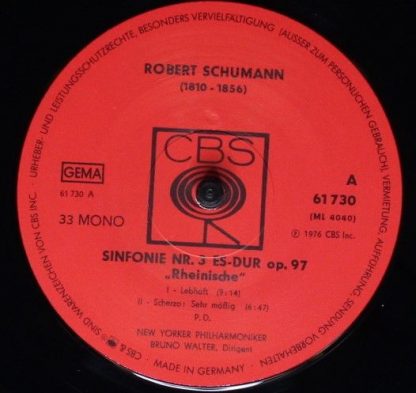 URHEBER- UND LEISTUNGSSCHUTZRECHTE, BESONDERS VERVIELFÄLTIGUNG (AUSSER ZUM PERSÖNLICHEN GEBRAUCH), VERMIETUNG, AUFFÜHRUNG, SENDUNG VORBEHALTEN
ROBERT SCHUMANN
(1810 - 1856)
CBS
GEMA
61 730 A
33 MONO
A
61 730
(ML 4040)
℗ 1976 CBS Inc.
SINFONIE NR. 3 ES-DUR op. 97
„Rheinische“
I - Lebhaft (9:14)
II - Scherzo: Sehr mäßig (6:47)
P. D.
NEW YORKER PHILHARMONIKER
BRUNO WALTER, Dirigent
MADE IN GERMANY
CBS & SIND WARENZEICHEN VON CBS INC.